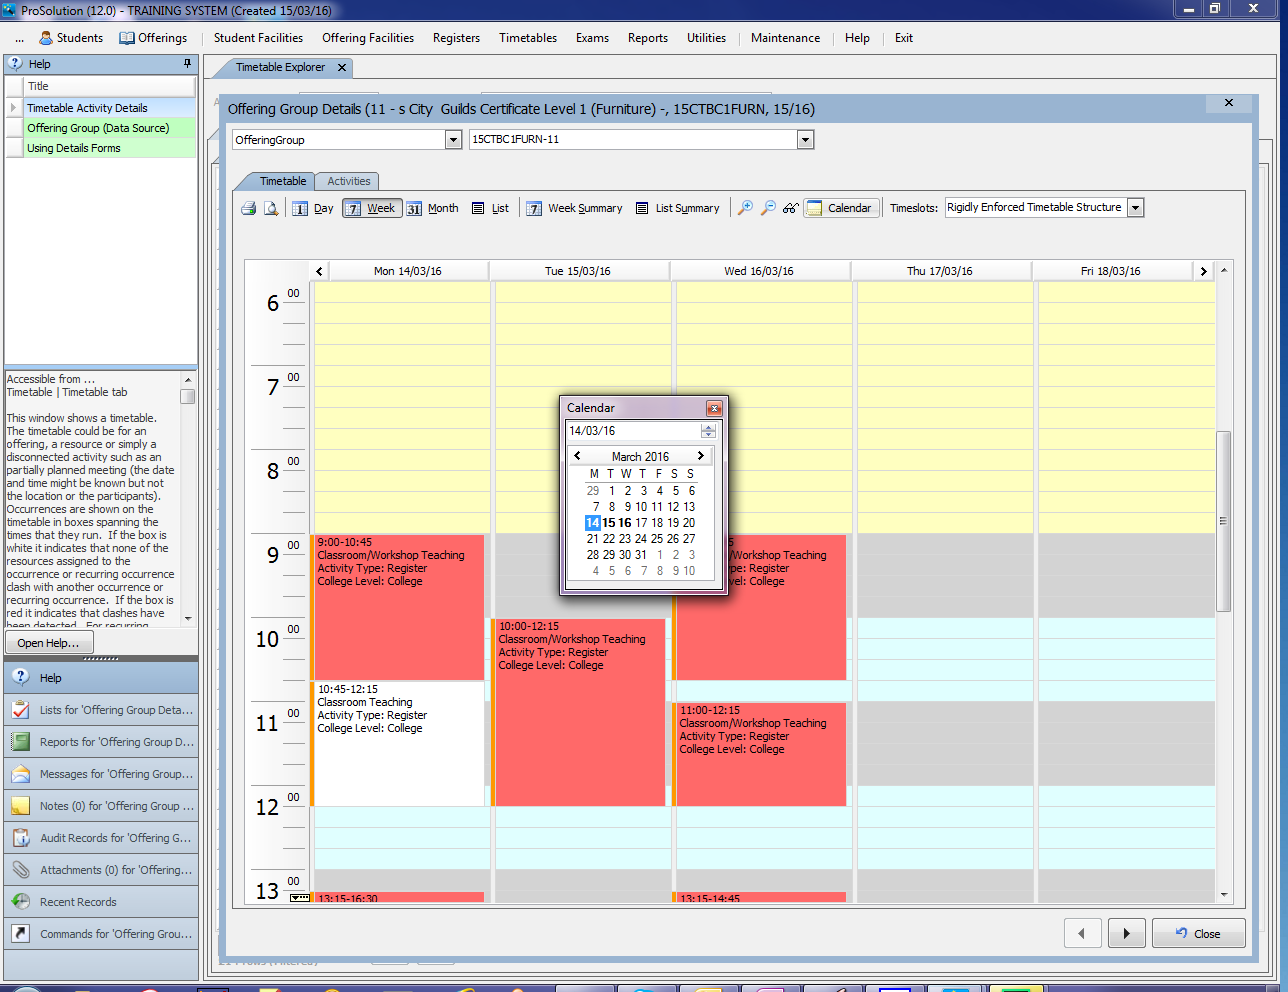 ProSolution (12.0) - TRAINING SYSTEM (Created 15/03/16)
... Students Offerings Student Facilities Offering Facilities Registers Timetables Exams Reports Utilities Maintenance Help Exit
Help
Title
Timetable Activity Details
Offering Group (Data Source)
Using Details Forms
Accessible from ...
Timetable | Timetable tab
This window shows a timetable.
The timetable could be for an
offering, a resource or simply a
disconnected activity such as an
partially planned meeting (the date
and time might be known but not
the location or the participants).
Occurrences are shown on the
timetable in boxes spanning the
times that they run. If the box is
white it indicates that none of the
resources assigned to the
occurrence or recurring occurrence
clash with another occurrence or
recurring occurrence. If the box is
red it indicates that clashes have
been detected. For recurring
Open Help...
Help
Lists for 'Offering Group Deta...
Reports for 'Offering Group D...
Messages for 'Offering Group...
Notes (0) for 'Offering Group ...
Audit Records for 'Offering G...
Attachments (0) for 'Offering...
Recent Records
Commands for 'Offering Grou...
Timetable Explorer
Offering Group Details (11 - s City Guilds Certificate Level 1 (Furniture) -, 15CTBC1FURN, 15/16)
OfferingGroup 15CTBC1FURN-11
Timetable Activities
1 Day 7 Week 31 Month List 7 Week Summary List Summary Calendar Timeslots: Rigidly Enforced Timetable Structure
Mon 14/03/16 Tue 15/03/16 Wed 16/03/16 Thu 17/03/16 Fri 18/03/16
6 00
7 00
8 00
9 00
10 00
11 00
12 00
13 00
9:00-10:45
Classroom/Workshop Teaching
Activity Type: Register
College Level: College
10:45-12:15
Classroom Teaching
Activity Type: Register
College Level: College
13:15-16:30
10:00-12:15
Classroom/Workshop Teaching
Activity Type: Register
College Level: College
5
hop Teaching
Register
College
11:00-12:15
Classroom/Workshop Teaching
Activity Type: Register
College Level: College
13:15-14:45
Calendar
14/03/16
March 2016
M T W T F S S
29 1 2 3 4 5 6
7 8 9 10 11 12 13
14 15 16 17 18 19 20
21 22 23 24 25 26 27
28 29 30 31 1 2 3
4 5 6 7 8 9 10
Close